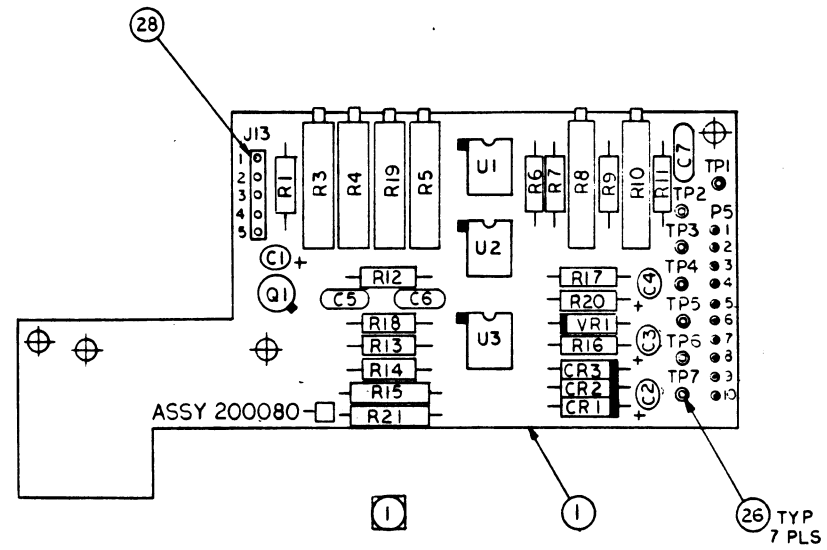 28
J13
1
2
3
4
5
R1
R3
R4
R19
R5
U1
R6
R7
R8
R9
R10
R11
C7
TP1
TP2
P5
1
2
3
4
5
6
7
8
9
10
TP3
TP4
TP5
TP6
TP7
U2
C1 +
Q1
R12
C5
C6
R18
R13
R14
R15
R21
U3
R17
R20
VR1
R16
CR3
CR2
CR1
C4
+
C3
+
C2
+
ASSY 200080
1
1
26 TYP
7 PLS